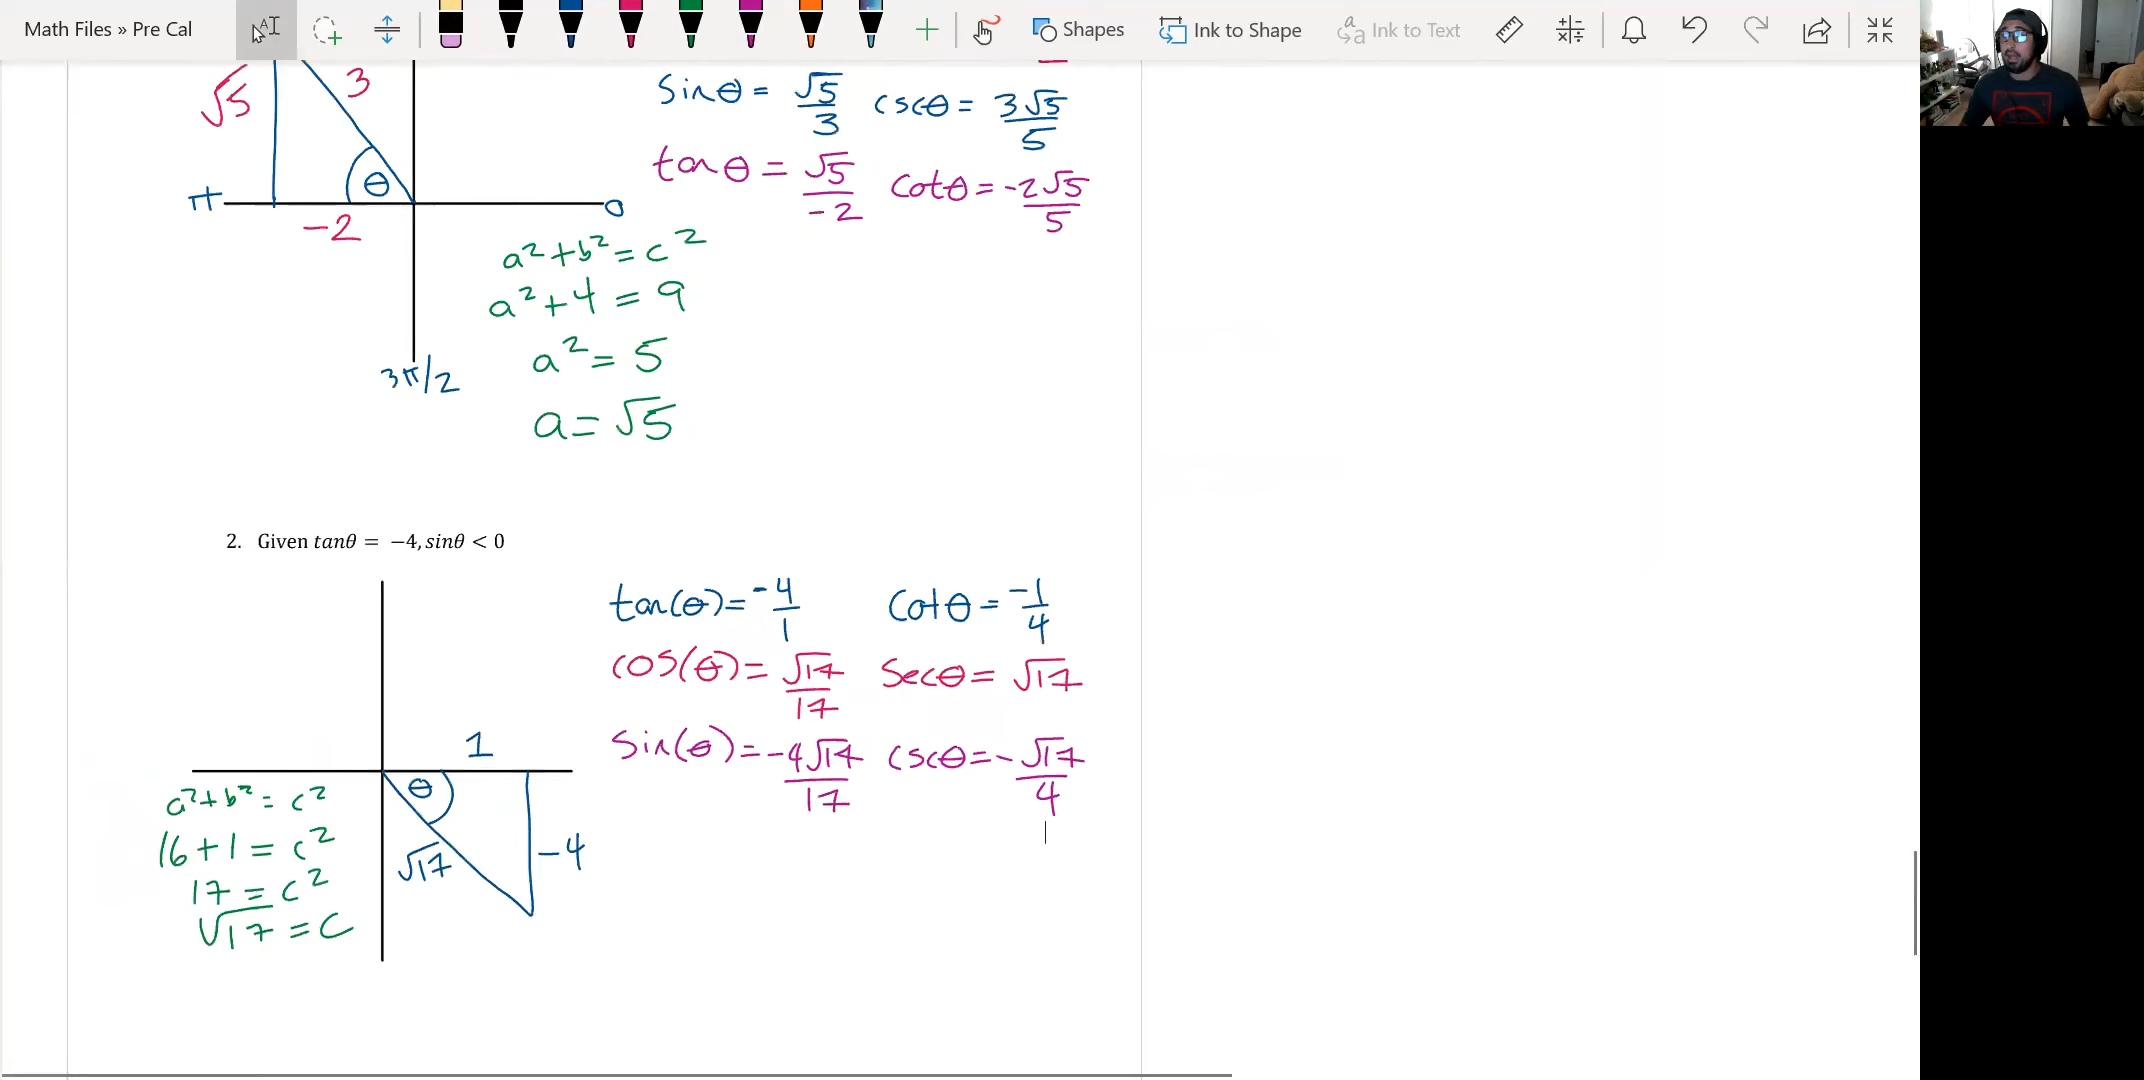 Math Files » Pre Cal
Shapes
Ink to Shape
Ink to Text
√5
3
θ
π
0
-2
3π/2
sinθ = √5/3 cscθ = 3√5/5
tanθ = √5/-2 cotθ = -2√5/5
a²+b²=c²
a²+4 = 9
a² = 5
a = √5
2. Given tanθ = −4, sinθ < 0
tan(θ)= -4/1 cotθ = -1/4
cos(θ) = √17/17 secθ = √17
sin(θ) = -4√17/17 cscθ = -√17/4
1
θ
√17
-4
a²+b² = c²
16+1 = c²
17 = c²
√17 = c